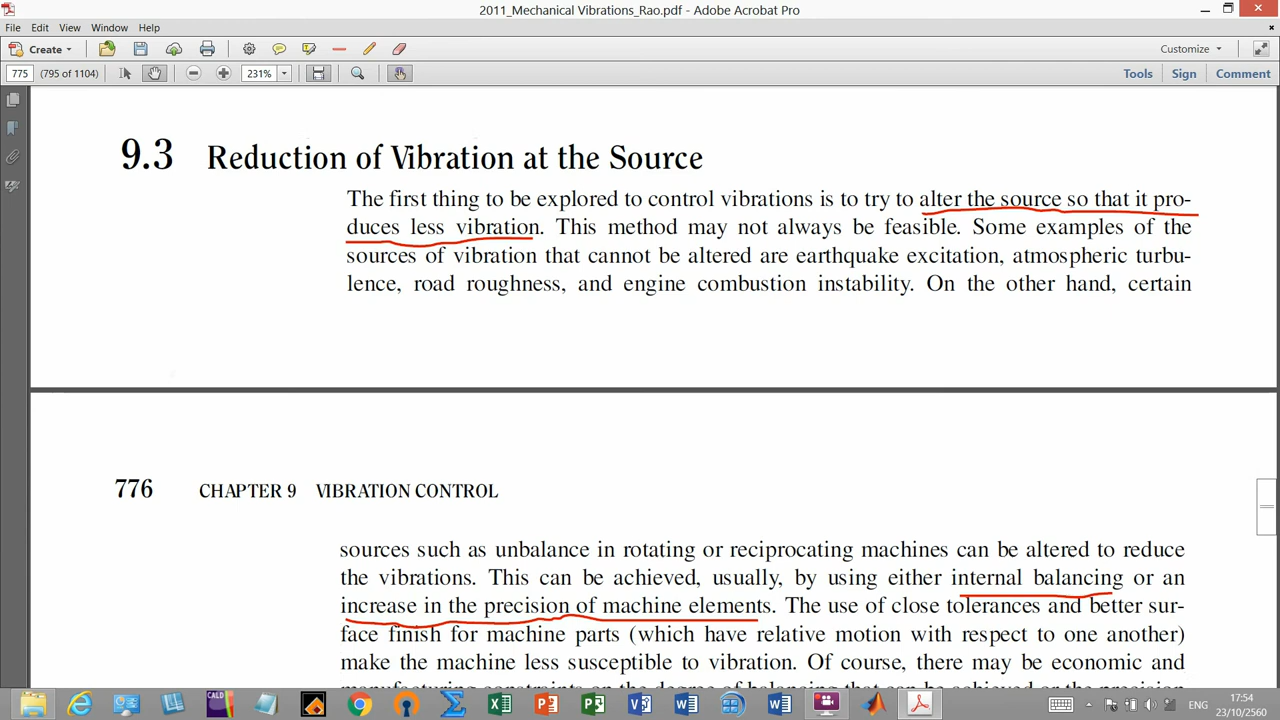 2011_Mechanical Vibrations_Rao.pdf - Adobe Acrobat Pro
File Edit View Window Help
Create Customize
775 (795 of 1104) 231% Tools Sign Comment
9.3 Reduction of Vibration at the Source
The first thing to be explored to control vibrations is to try to alter the source so that it pro-
duces less vibration. This method may not always be feasible. Some examples of the
sources of vibration that cannot be altered are earthquake excitation, atmospheric turbu-
lence, road roughness, and engine combustion instability. On the other hand, certain
776 CHAPTER 9 VIBRATION CONTROL
sources such as unbalance in rotating or reciprocating machines can be altered to reduce
the vibrations. This can be achieved, usually, by using either internal balancing or an
increase in the precision of machine elements. The use of close tolerances and better sur-
face finish for machine parts (which have relative motion with respect to one another)
make the machine less susceptible to vibration. Of course, there may be economic and
CALD
ENG
17:54
23/10/2560